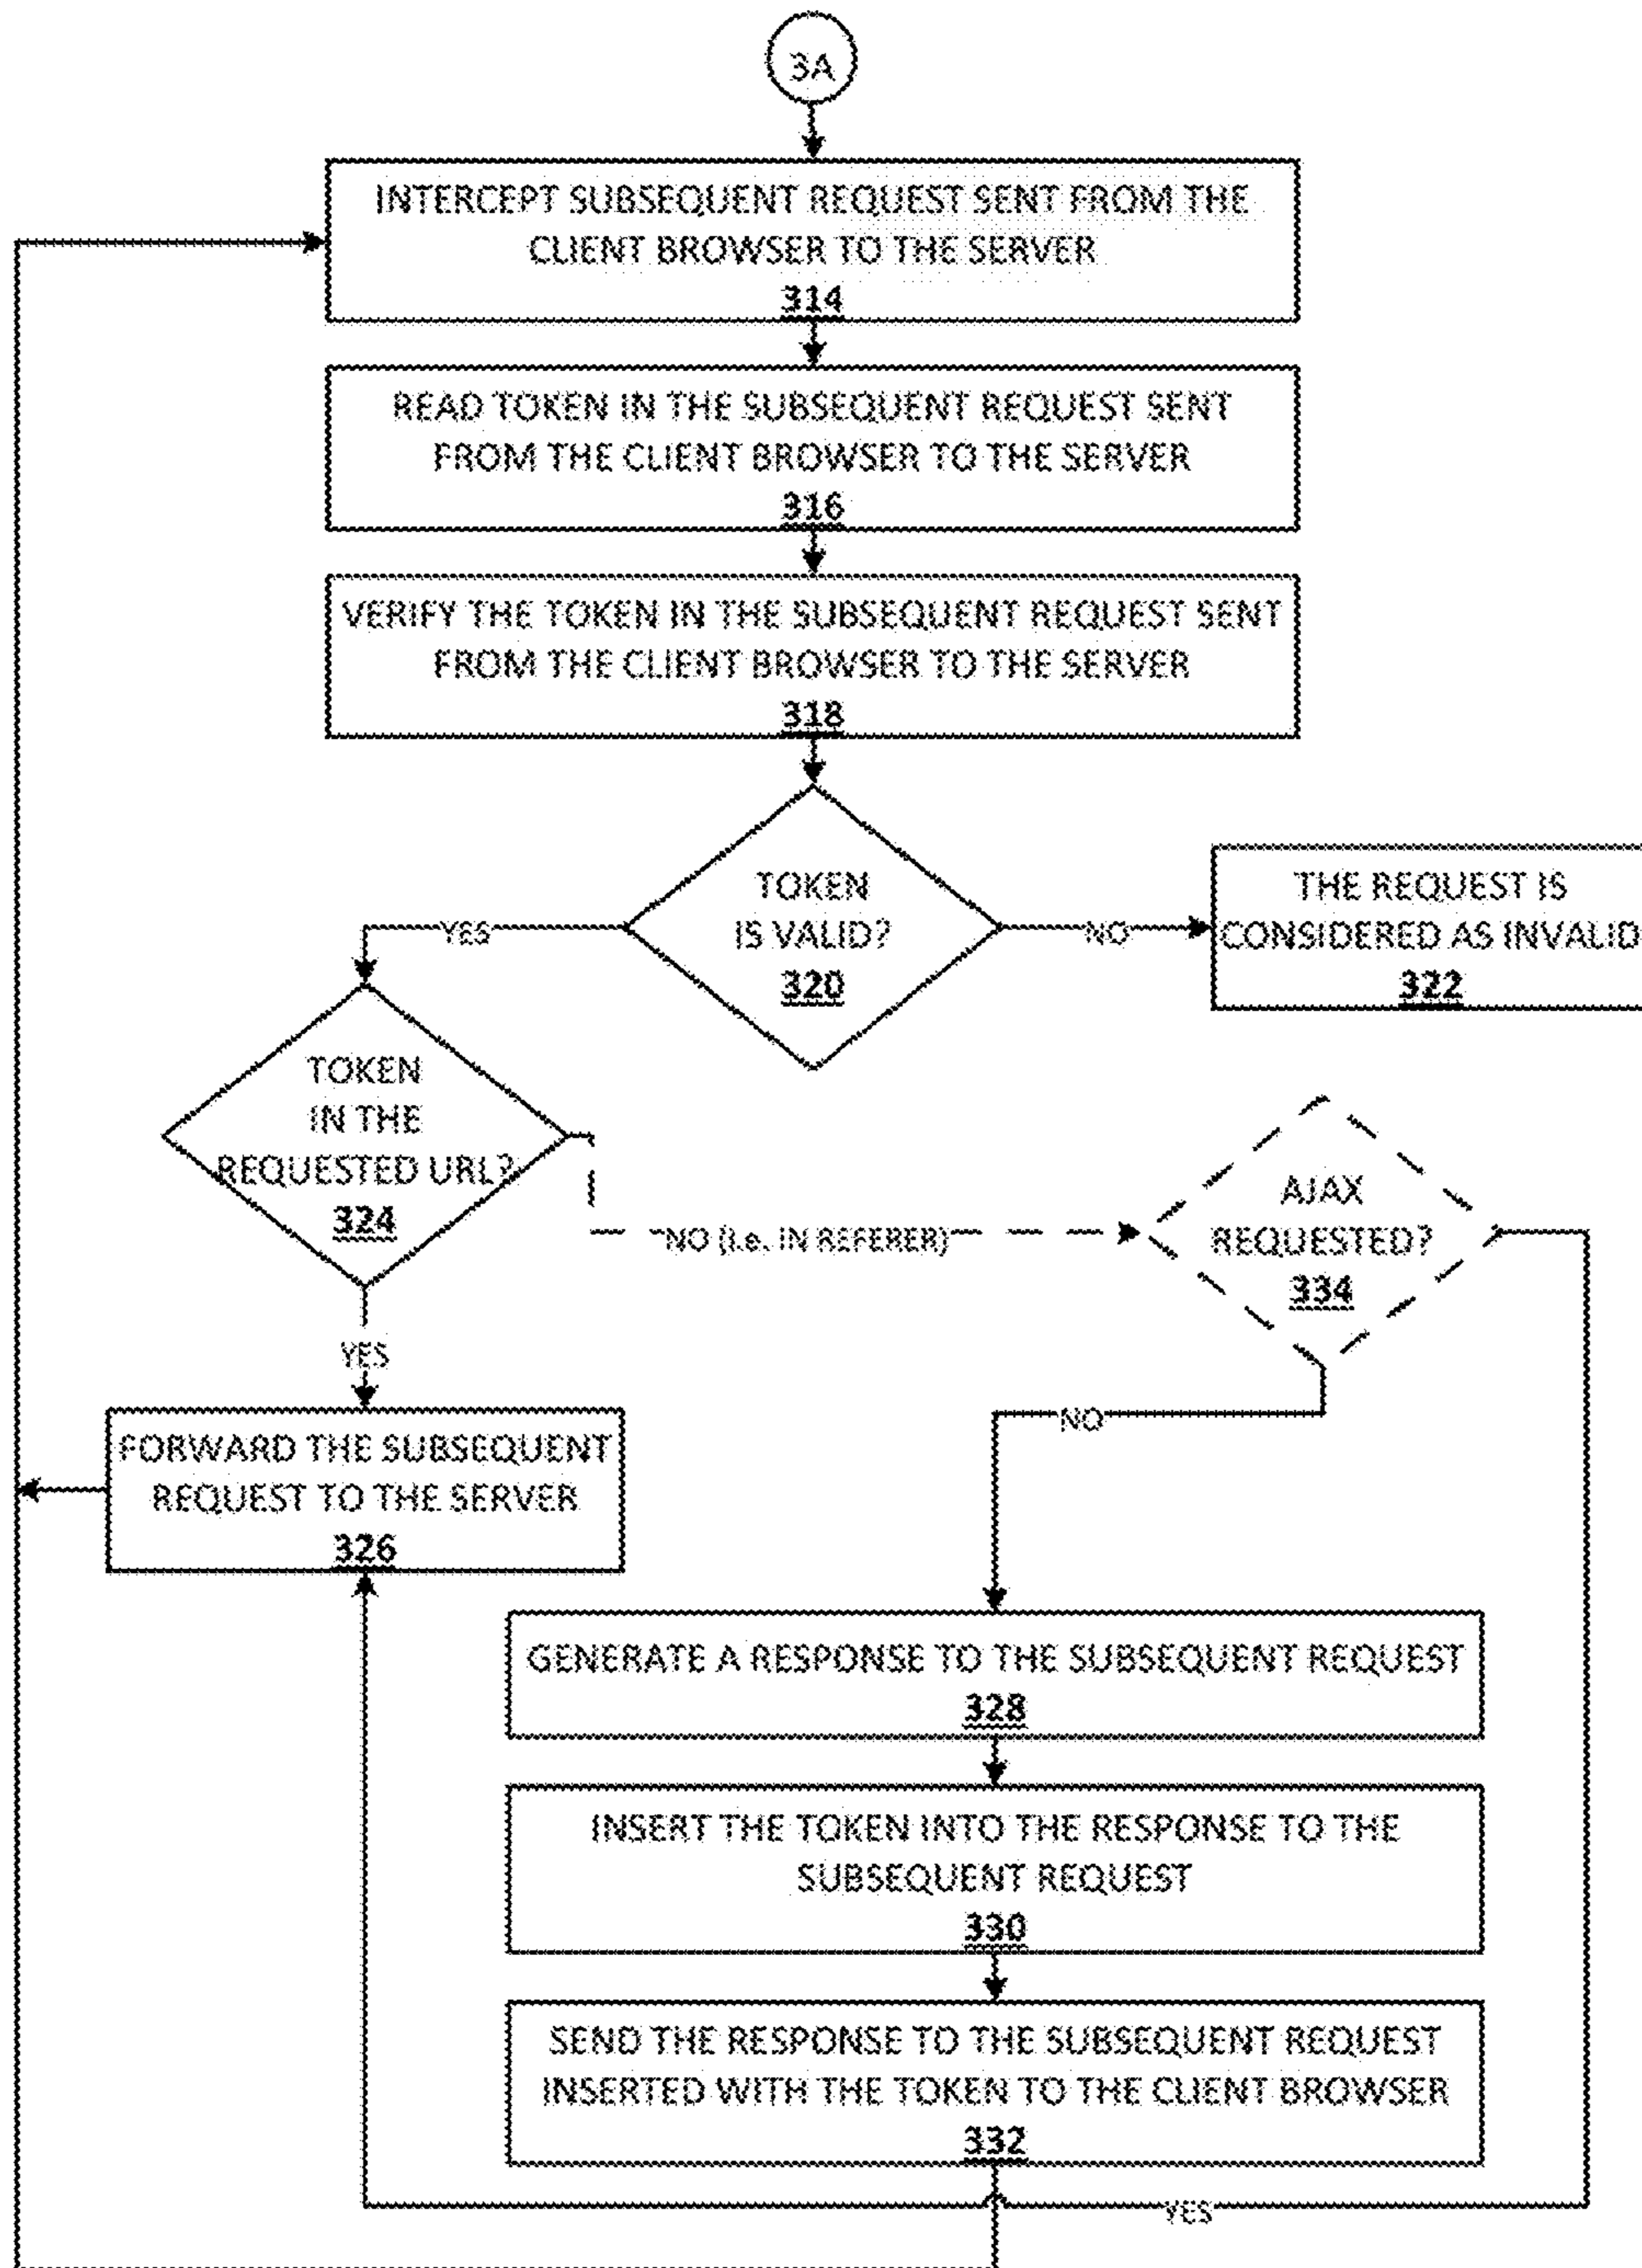 3A
INTERCEPT SUBSEQUENT REQUEST SENT FROM THE
CLIENT BROWSER TO THE SERVER
314
READ TOKEN IN THE SUBSEQUENT REQUEST SENT
FROM THE CLIENT BROWSER TO THE SERVER
316
VERIFY THE TOKEN IN THE SUBSEQUENT REQUEST SENT
FROM THE CLIENT BROWSER TO THE SERVER
318
TOKEN
IS VALID?
320
YES
NO
THE REQUEST IS
CONSIDERED AS INVALID
322
TOKEN
IN THE
REQUESTED URL?
324
NO (i.e. IN REFERER)
AJAX
REQUESTED?
334
YES
NO
FORWARD THE SUBSEQUENT
REQUEST TO THE SERVER
326
GENERATE A RESPONSE TO THE SUBSEQUENT REQUEST
328
INSERT THE TOKEN INTO THE RESPONSE TO THE
SUBSEQUENT REQUEST
330
SEND THE RESPONSE TO THE SUBSEQUENT REQUEST
INSERTED WITH THE TOKEN TO THE CLIENT BROWSER
332
YES